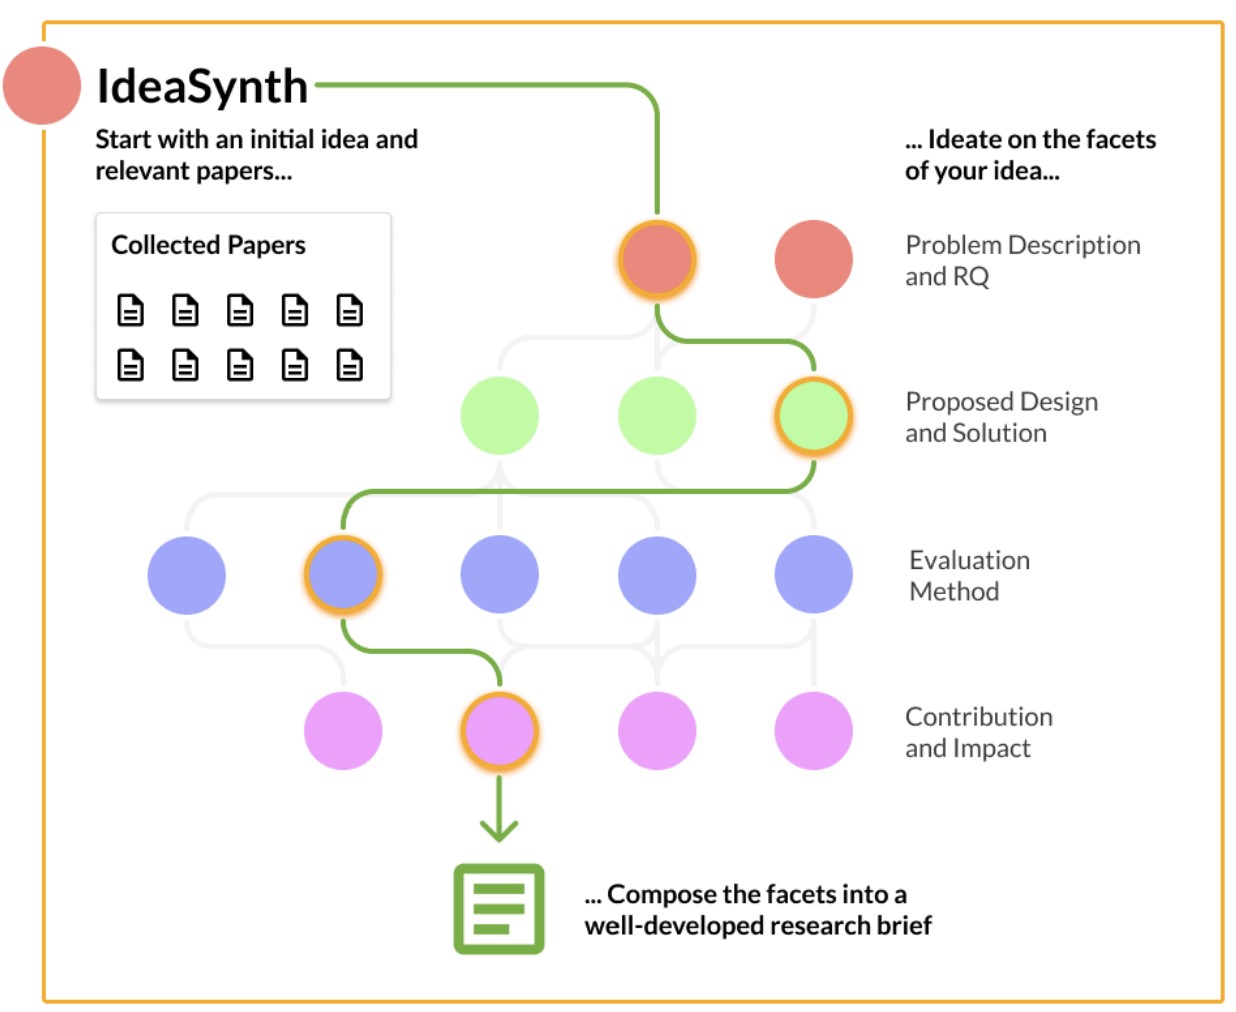 IdeaSynth
Start with an initial idea and
relevant papers...
... Ideate on the facets
of your idea...
Collected Papers
Problem Description
and RQ
Proposed Design
and Solution
Evaluation
Method
Contribution
and Impact
... Compose the facets into a
well-developed research brief